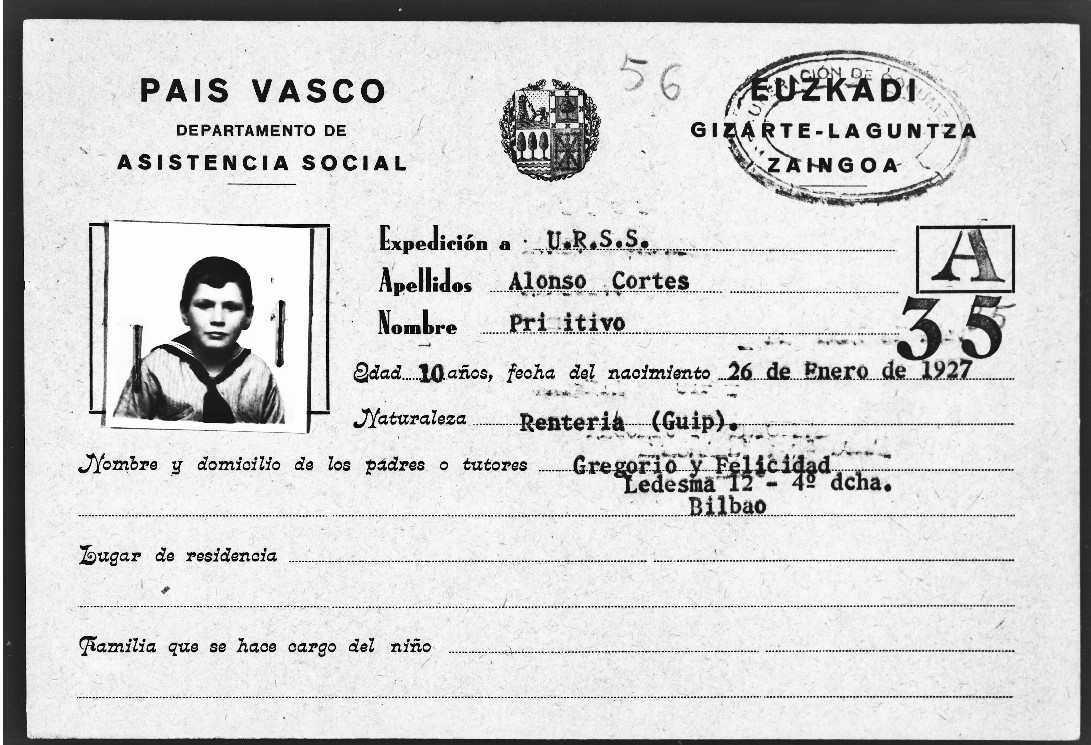 56
PAIS VASCO
DEPARTAMENTO DE
ASISTENCIA SOCIAL
EUZKADI
GIZARTE-LAGUNTZA
ZAINGOA
Expedición a U.R.S.S.
A
Apellidos Alonso Cortes
35
Nombre Pri itivo
Edad 10 años, fecha del nacimiento 26 de Enero de 1927
Naturaleza Renteria (Guip).
Nombre y domicilio de los padres o tutores Gregorio y Felicidad
Ledesma 12 - 4º dcha.
Bilbao
Lugar de residencia
Familia que se hace cargo del niño